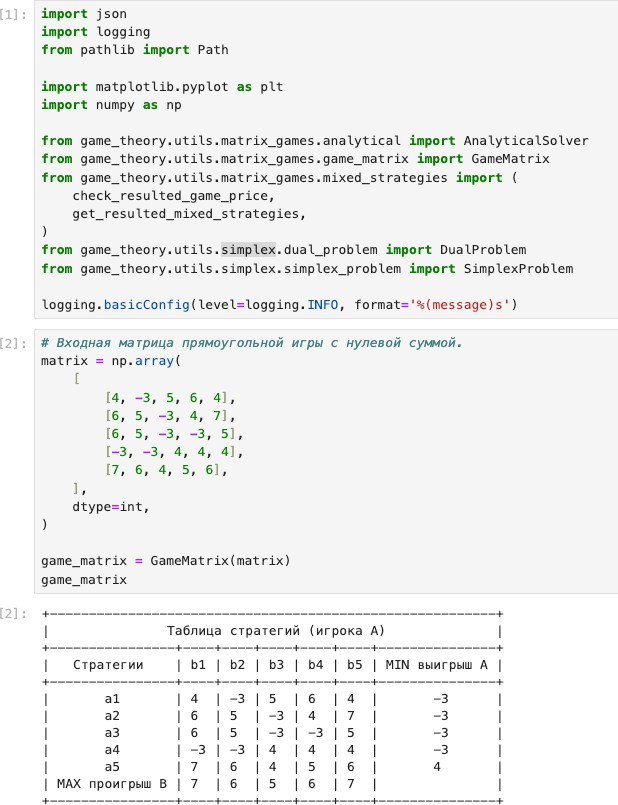 [1]:
import json
import logging
from pathlib import Path
import matplotlib.pyplot as plt
import numpy as np
from game_theory.utils.matrix_games.analytical import AnalyticalSolver
from game_theory.utils.matrix_games.game_matrix import GameMatrix
from game_theory.utils.matrix_games.mixed_strategies import (
    check_resulted_game_price,
    get_resulted_mixed_strategies,
)
from game_theory.utils.simplex.dual_problem import DualProblem
from game_theory.utils.simplex.simplex_problem import SimplexProblem
logging.basicConfig(level=logging.INFO, format='%(message)s')
[2]:
# Входная матрица прямоугольной игры с нулевой суммой.
matrix = np.array(
    [
        [4, -3, 5, 6, 4],
        [6, 5, -3, 4, 7],
        [6, 5, -3, -3, 5],
        [-3, -3, 4, 4, 4],
        [7, 6, 4, 5, 6],
    ],
    dtype=int,
)
game_matrix = GameMatrix(matrix)
game_matrix
[2]:
+----------------------------------------------------------+
|               Таблица стратегий (игрока A)               |
+----------------+----+----+----+----+----+---------------+
|   Стратегии    | b1 | b2 | b3 | b4 | b5 | MIN выигрыш A |
+----------------+----+----+----+----+----+---------------+
|       a1       | 4  | -3 | 5  | 6  | 4  |      -3       |
|       a2       | 6  | 5  | -3 | 4  | 7  |      -3       |
|       a3       | 6  | 5  | -3 | -3 | 5  |      -3       |
|       a4       | -3 | -3 | 4  | 4  | 4  |      -3       |
|       a5       | 7  | 6  | 4  | 5  | 6  |       4       |
| MAX проигрыш B | 7  | 6  | 5  | 6  | 7  |               |
+----------------+----+----+----+----+----+---------------+